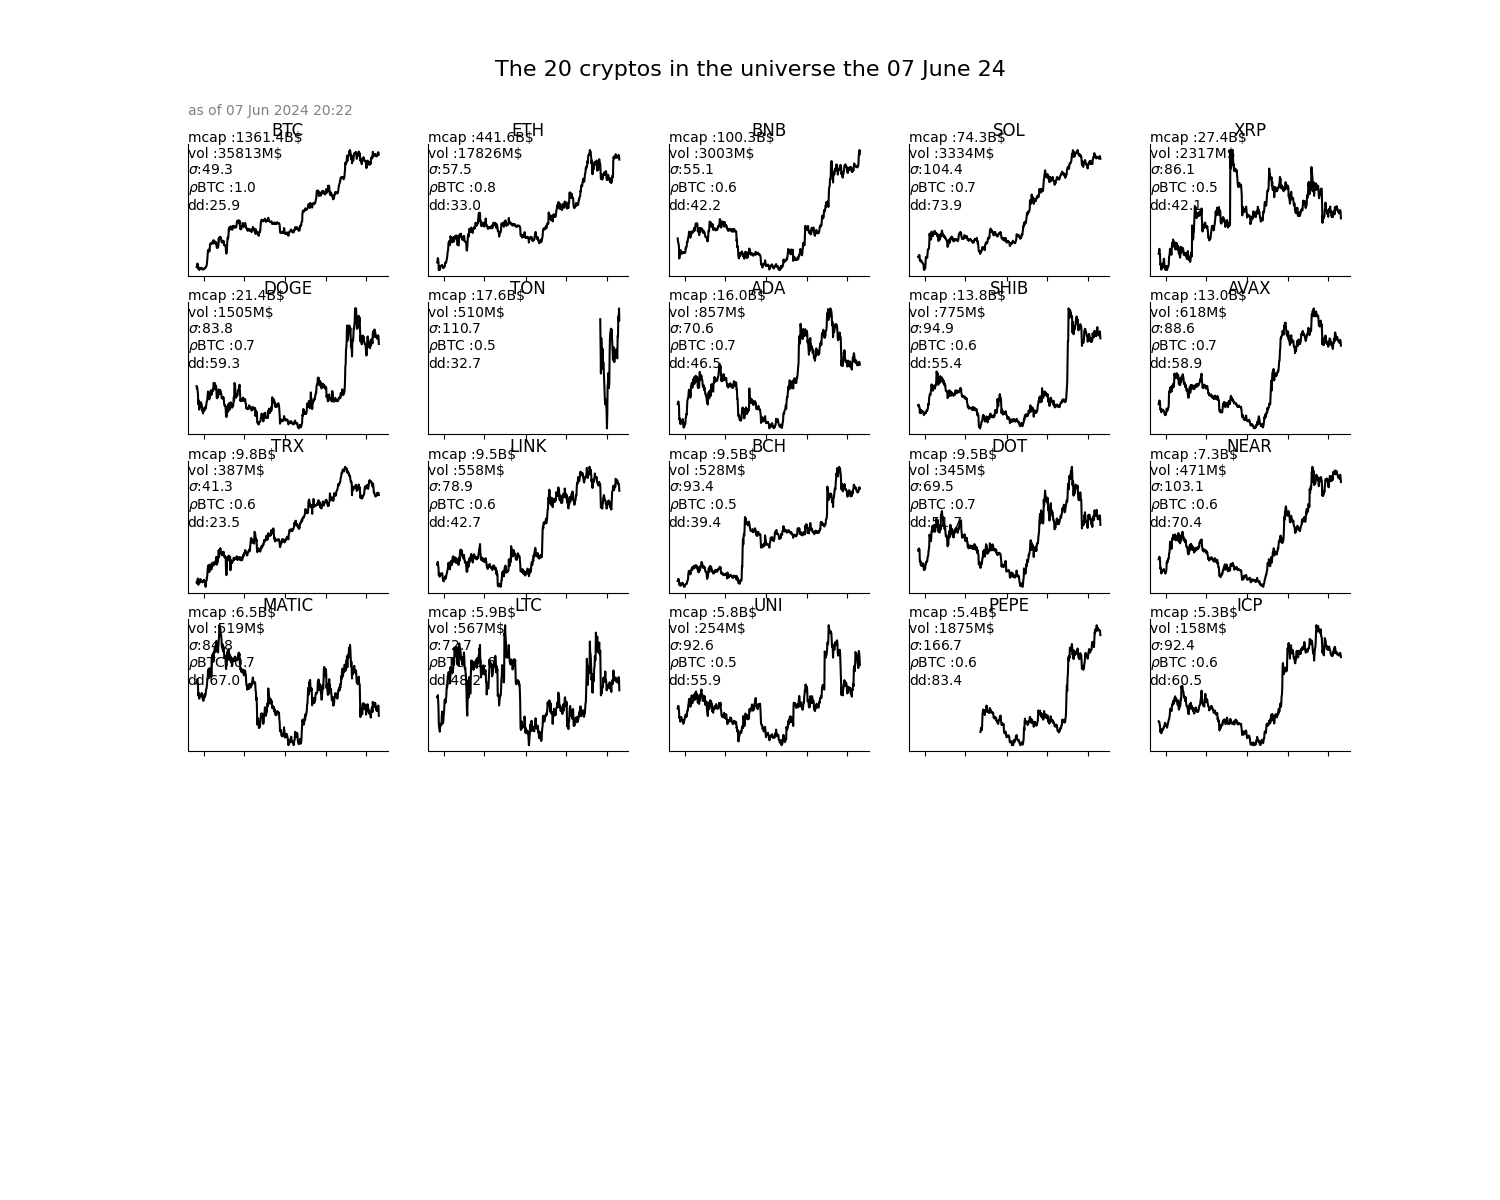 The 20 cryptos in the universe the 07 June 24
as of 07 Jun 2024 20:22
BTC
mcap :1361.4B$
vol :35813M$
σ:49.3
ρBTC :1.0
dd:25.9
ETH
mcap :441.6B$
vol :17826M$
σ:57.5
ρBTC :0.8
dd:33.0
BNB
mcap :100.3B$
vol :3003M$
σ:55.1
ρBTC :0.6
dd:42.2
SOL
mcap :74.3B$
vol :3334M$
σ:104.4
ρBTC :0.7
dd:73.9
XRP
mcap :27.4B$
vol :2317M$
σ:86.1
ρBTC :0.5
dd:42.1
DOGE
mcap :21.4B$
vol :1505M$
σ:83.8
ρBTC :0.7
dd:59.3
TON
mcap :17.6B$
vol :510M$
σ:110.7
ρBTC :0.5
dd:32.7
ADA
mcap :16.0B$
vol :857M$
σ:70.6
ρBTC :0.7
dd:46.5
SHIB
mcap :13.8B$
vol :775M$
σ:94.9
ρBTC :0.6
dd:55.4
AVAX
mcap :13.0B$
vol :618M$
σ:88.6
ρBTC :0.7
dd:58.9
TRX
mcap :9.8B$
vol :387M$
σ:41.3
ρBTC :0.6
dd:23.5
LINK
mcap :9.5B$
vol :558M$
σ:78.9
ρBTC :0.6
dd:42.7
BCH
mcap :9.5B$
vol :528M$
σ:93.4
ρBTC :0.5
dd:39.4
DOT
mcap :9.5B$
vol :345M$
σ:69.5
ρBTC :0.7
NEAR
mcap :7.3B$
vol :471M$
σ:103.1
ρBTC :0.6
dd:70.4
MATIC
mcap :6.5B$
vol :519M$
σ:84.8
ρBTC :0.7
dd:67.0
LTC
mcap :5.9B$
vol :567M$
σ:72.7
dd:48.2
UNI
mcap :5.8B$
vol :254M$
σ:92.6
ρBTC :0.5
dd:55.9
PEPE
mcap :5.4B$
vol :1875M$
σ:166.7
ρBTC :0.6
dd:83.4
ICP
mcap :5.3B$
vol :158M$
σ:92.4
ρBTC :0.6
dd:60.5